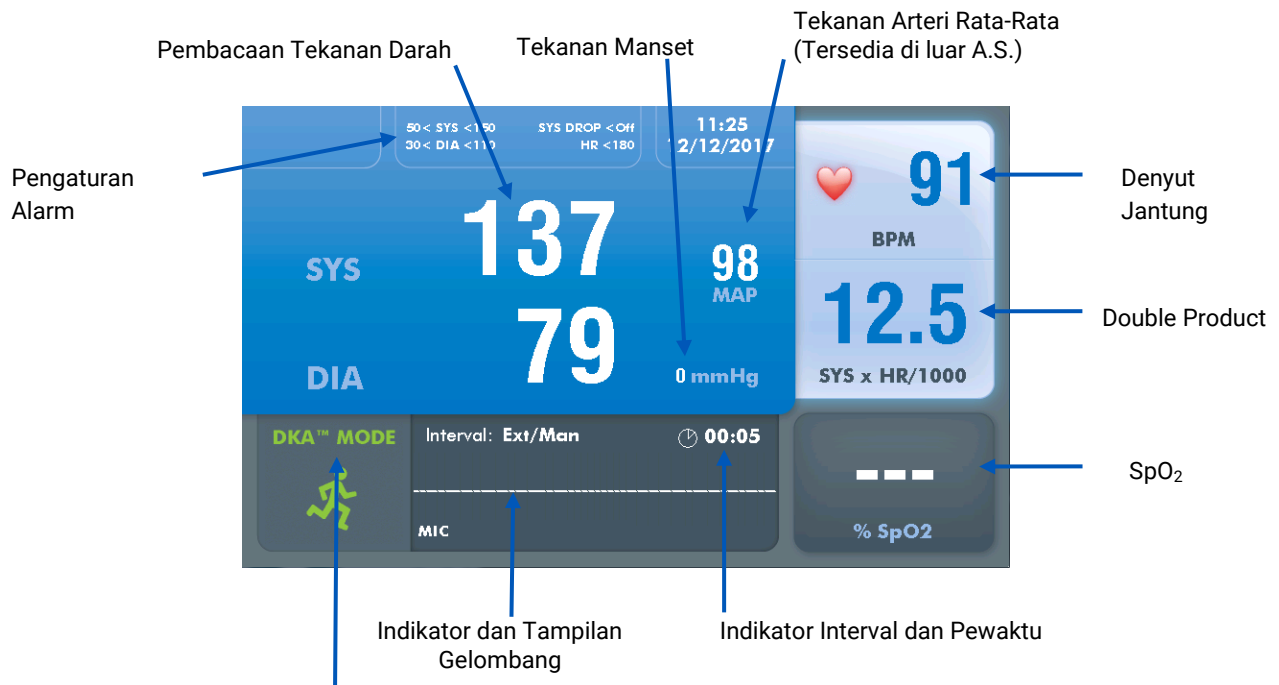 Tekanan Arteri Rata-Rata
(Tersedia di luar A.S.)
Pembacaan Tekanan Darah
Tekanan Manset
50< SYS <150
30< DIA <110
SYS DROP <Off
HR <180
11:25
12/12/2017
Pengaturan
Alarm
91
BPM
Denyut
Jantung
SYS
137
98
MAP
12.5
SYS x HR/1000
Double Product
DIA
79
0 mmHg
DKA™ MODE
Interval: Ext/Man
00:05
MIC
---
% SpO2
SpO₂
Indikator dan Tampilan
Gelombang
Indikator Interval dan Pewaktu